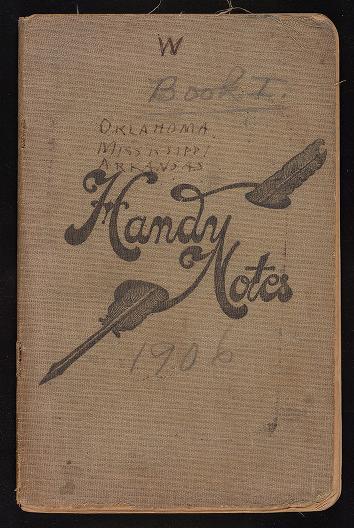 W
Book I.
OKLAHOMA.
MISSISSIPPI
ARKANSAS
Handy
Notes
1906